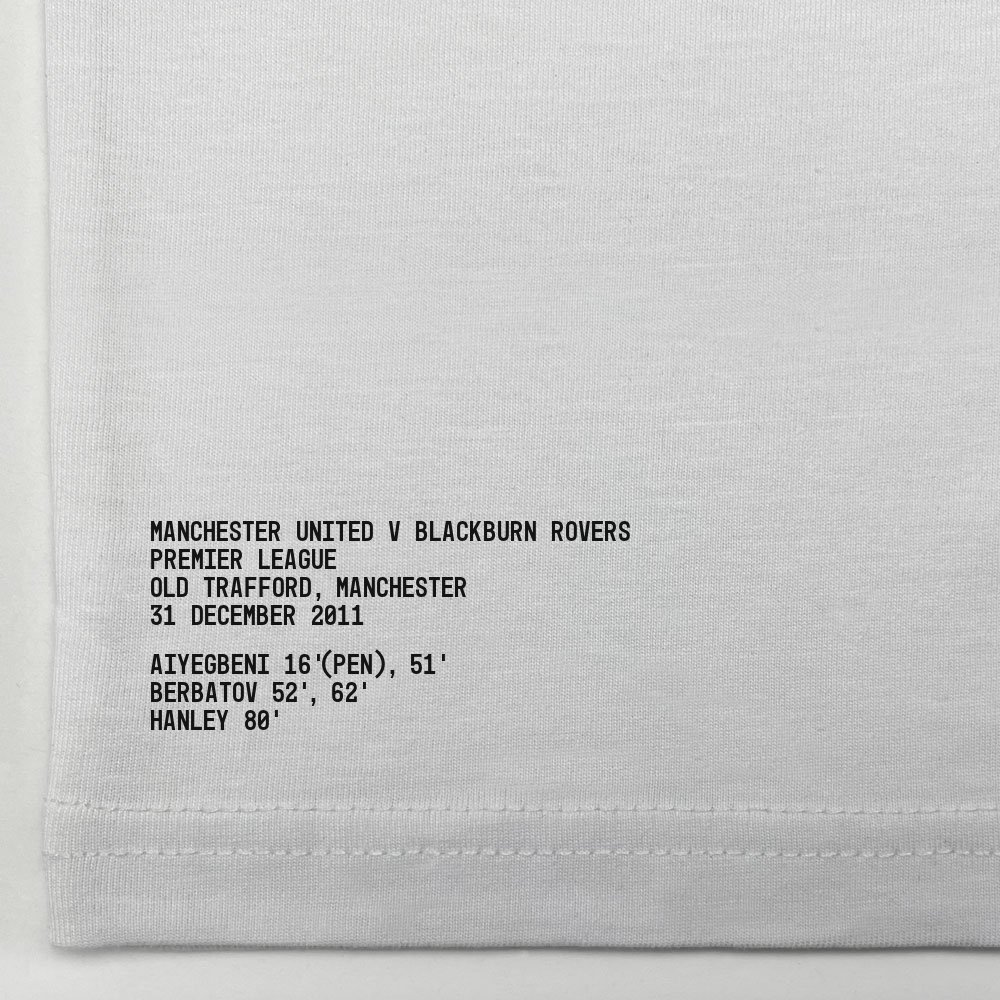 MANCHESTER UNITED V BLACKBURN ROVERS
PREMIER LEAGUE
OLD TRAFFORD, MANCHESTER
31 DECEMBER 2011
AIYEGBENI 16'(PEN), 51'
BERBATOV 52', 62'
HANLEY 80'